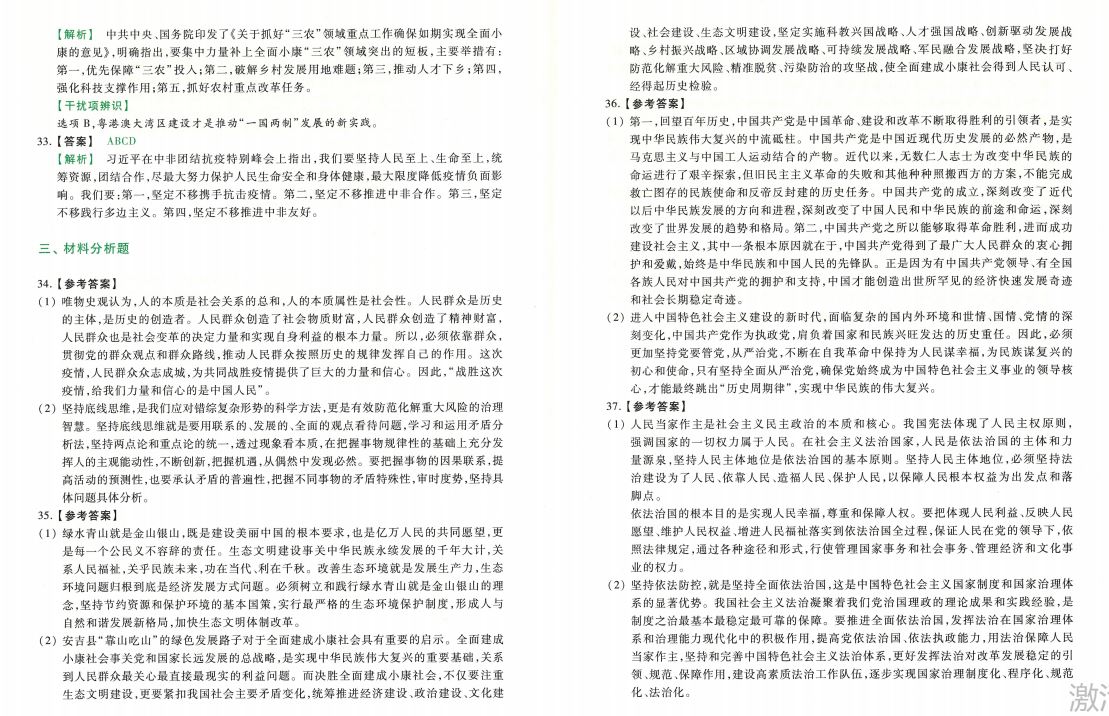 【解析】 中共中央、国务院印发了《关于抓好“三农”领域重点工作确保如期实现全面小
康的意见》,明确指出,要集中力量补上全面小康“三农”领域突出的短板,主要举措有:
第一,优先保障“三农”投入;第二,破解乡村发展用地难题;第三,推动人才下乡;第四,
强化科技支撑作用;第五,抓好农村重点改革任务。
【干扰项辨识】
选项B,粤港澳大湾区建设才是推动“一国两制”发展的新实践。
33.【答案】 ABCD
【解析】 习近平在中非团结抗疫特别峰会上指出,我们要坚持人民至上、生命至上,统
筹资源,团结合作,尽最大努力保护人民生命安全和身体健康,最大限度降低疫情负面影
响。我们要:第一,坚定不移携手抗击疫情。第二,坚定不移推进中非合作。第三,坚定
不移践行多边主义。第四,坚定不移推进中非友好。
三、材料分析题
34.【参考答案】
(1) 唯物史观认为,人的本质是社会关系的总和,人的本质属性是社会性。人民群众是历史
的主体,是历史的创造者。人民群众创造了社会物质财富,人民群众创造了精神财富,
人民群众也是社会变革的决定力量和实现自身利益的根本力量。所以,必须依靠群众,
贯彻党的群众观点和群众路线,推动人民群众按照历史的规律发挥自己的作用。这次
疫情,人民群众众志成城,为共同战胜疫情提供了巨大的力量和信心。因此,“战胜这次
疫情,给我们力量和信心的是中国人民”。
(2) 坚持底线思维,是我们应对错综复杂形势的科学方法,更是有效防范化解重大风险的治理
智慧。坚持底线思维就是要用联系的、发展的、全面的观点看待问题,学习和运用矛盾分
析法,坚持两点论和重点论的统一,透过现象看本质,在把握事物规律性的基础上充分发
挥人的主观能动性,不断创新,把握机遇,从偶然中发现必然。要把握事物的因果联系,提
高活动的预测性,也要承认矛盾的普遍性,把握不同事物的矛盾特殊性,审时度势,坚持具
体问题具体分析。
35.【参考答案】
(1) 绿水青山就是金山银山,既是建设美丽中国的根本要求,也是亿万人民的共同愿望,更
是每一个公民义不容辞的责任。生态文明建设事关中华民族永续发展的千年大计,关
系人民福祉,关乎民族未来,功在当代、利在千秋。改善生态环境就是发展生产力,生态
环境问题归根到底是经济发展方式问题。必须树立和践行绿水青山就是金山银山的理
念,坚持节约资源和保护环境的基本国策,实行最严格的生态环境保护制度,形成人与
自然和谐发展新格局,加快生态文明体制改革。
(2) 安吉县“靠山吃山”的绿色发展路子对于全面建成小康社会具有重要的启示。全面建成
小康社会事关党和国家长远发展的总战略,是实现中华民族伟大复兴的重要基础,关系
到人民群众最关心最直接最现实的利益问题。而决胜全面建成小康社会,不仅要注重
生态文明建设,更要紧扣我国社会主要矛盾变化,统筹推进经济建设、政治建设、文化建
设、社会建设、生态文明建设,坚定实施科教兴国战略、人才强国战略、创新驱动发展战
略、乡村振兴战略、区域协调发展战略、可持续发展战略、军民融合发展战略,坚决打好
防范化解重大风险、精准脱贫、污染防治的攻坚战,使全面建成小康社会得到人民认可、
经得起历史检验。
36.【参考答案】
(1) 第一,回望百年历史,中国共产党是中国革命、建设和改革不断取得胜利的引领者,是实
现中华民族伟大复兴的中流砥柱。中国共产党是中国近现代历史发展的必然产物,是
马克思主义与中国工人运动结合的产物。近代以来,无数仁人志士为改变中华民族的
命运进行了艰辛探索,但旧民主主义革命的失败和其他种种照搬西方的方案,不能完成
救亡图存的民族使命和反帝反封建的历史任务。中国共产党的成立,深刻改变了近代
以后中华民族发展的方向和进程,深刻改变了中国人民和中华民族的前途和命运,深刻
改变了世界发展的趋势和格局。第二,中国共产党之所以能够取得革命胜利,进而成功
建设社会主义,其中一条根本原因就在于,中国共产党得到了最广大人民群众的衷心拥
护和爱戴,始终是中华民族和中国人民的先锋队。正是因为有中国共产党领导、有全国
各族人民对中国共产党的拥护和支持,中国才能创造出世所罕见的经济快速发展奇迹
和社会长期稳定奇迹。
(2) 进入中国特色社会主义建设的新时代,面临复杂的国内外环境和世情、国情、党情的深
刻变化,中国共产党作为执政党,肩负着国家和民族兴旺发达的历史重任。因此,必须
更加坚持党要管党,从严治党,不断在自我革命中保持为人民谋幸福,为民族谋复兴的
初心和使命,只有坚持全面从严治党,确保党始终成为中国特色社会主义事业的领导核
心,才能最终跳出“历史周期律”,实现中华民族的伟大复兴。
37.【参考答案】
(1) 人民当家作主是社会主义民主政治的本质和核心。我国宪法体现了人民主权原则,
强调国家的一切权力属于人民。在社会主义法治国家,人民是依法治国的主体和力
量源泉,坚持人民主体地位是依法治国的基本原则。坚持人民主体地位,必须坚持法
治建设为了人民、依靠人民、造福人民、保护人民,以保障人民根本权益为出发点和落
脚点。
依法治国的根本目的是实现人民幸福,尊重和保障人权。要把体现人民利益、反映人民
愿望、维护人民权益、增进人民福祉落实到依法治国全过程,保证人民在党的领导下,依
照法律规定,通过各种途径和形式,行使管理国家事务和社会事务、管理经济和文化事
业的权力。
(2) 坚持依法防控,就是坚持全面依法治国,这是中国特色社会主义国家制度和国家治理体
系的显著优势。我国社会主义法治凝聚着我们党治国理政的理论成果和实践经验,是
制度之治最基本最稳定最可靠的保障。要推进全面依法治国,发挥法治在国家治理体
系和治理能力现代化中的积极作用,提高党依法治国、依法执政能力,用法治保障人民
当家作主,坚持和完善中国特色社会主义法治体系,更好发挥法治对改革发展稳定的引
领、规范、保障作用,建设高素质法治工作队伍,逐步实现国家治理制度化、程序化、规范
化、法治化。
激活